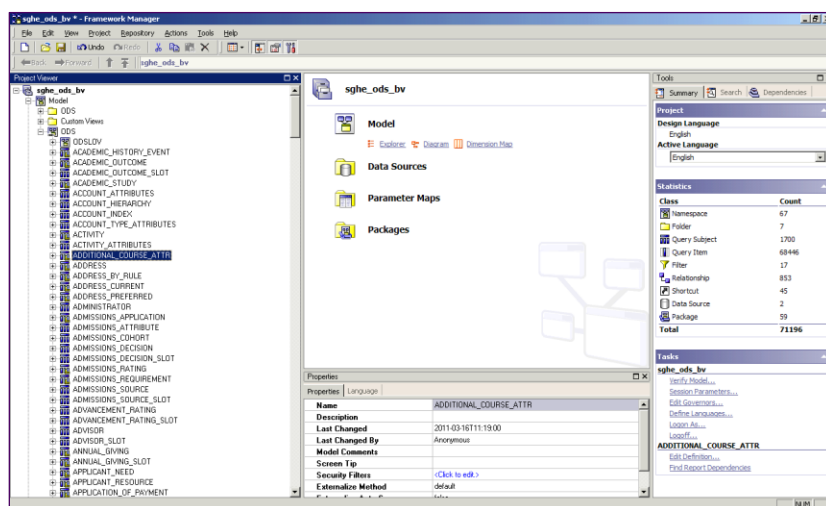 sghe_ods_bv * - Framework Manager
File Edit View Project Repository Actions Tools Help
Undo Redo
Back Forward sghe_ods_bv
Project Viewer
sghe_ods_bv
Model
ODS
Custom Views
ODS
ODSLOV
ACADEMIC_HISTORY_EVENT
ACADEMIC_OUTCOME
ACADEMIC_OUTCOME_SLOT
ACADEMIC_STUDY
ACCOUNT_ATTRIBUTES
ACCOUNT_HIERARCHY
ACCOUNT_INDEX
ACCOUNT_TYPE_ATTRIBUTES
ACTIVITY
ACTIVITY_ATTRIBUTES
ADDITIONAL_COURSE_ATTR
ADDRESS
ADDRESS_BY_RULE
ADDRESS_CURRENT
ADDRESS_PREFERRED
ADMINISTRATOR
ADMISSIONS_APPLICATION
ADMISSIONS_ATTRIBUTE
ADMISSIONS_COHORT
ADMISSIONS_DECISION
ADMISSIONS_DECISION_SLOT
ADMISSIONS_RATING
ADMISSIONS_REQUIREMENT
ADMISSIONS_SOURCE
ADMISSIONS_SOURCE_SLOT
ADVANCEMENT_RATING
ADVANCEMENT_RATING_SLOT
ADVISOR
ADVISOR_SLOT
ANNUAL_GIVING
ANNUAL_GIVING_SLOT
APPLICANT_NEED
APPLICANT_RESOURCE
APPLICATION_OF_PAYMENT
sghe_ods_bv
Model
Explorer Diagram Dimension Map
Data Sources
Parameter Maps
Packages
Properties
Properties Language
Name ADDITIONAL_COURSE_ATTR
Description
Last Changed 2011-03-16T11:19:00
Last Changed By Anonymous
Model Comments
Screen Tip
Security Filters <Click to edit>
Externalize Method default
Tools
Summary Search Dependencies
Project
Design Language
English
Active Language
English
Statistics
Class Count
Namespace 67
Folder 7
Query Subject 1700
Query Item 68446
Filter 17
Relationship 853
Shortcut 45
Data Source 2
Package 59
Total 71196
Tasks
sghe_ods_bv
Verify Model...
Session Parameters...
Edit Governors...
Define Languages...
Logon As...
Logoff...
ADDITIONAL_COURSE_ATTR
Edit Definition...
Find Report Dependencies
NUM